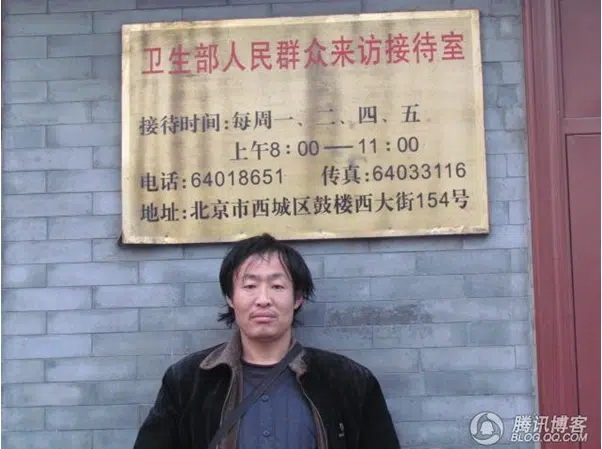 卫生部人民群众来访接待室
接待时间:每周一、二、四、五
上午8:00—11:00
电话:64018651 传真:64033116
地址:北京市西城区鼓楼西大街154号
腾讯博客
BLOG.QQ.COM